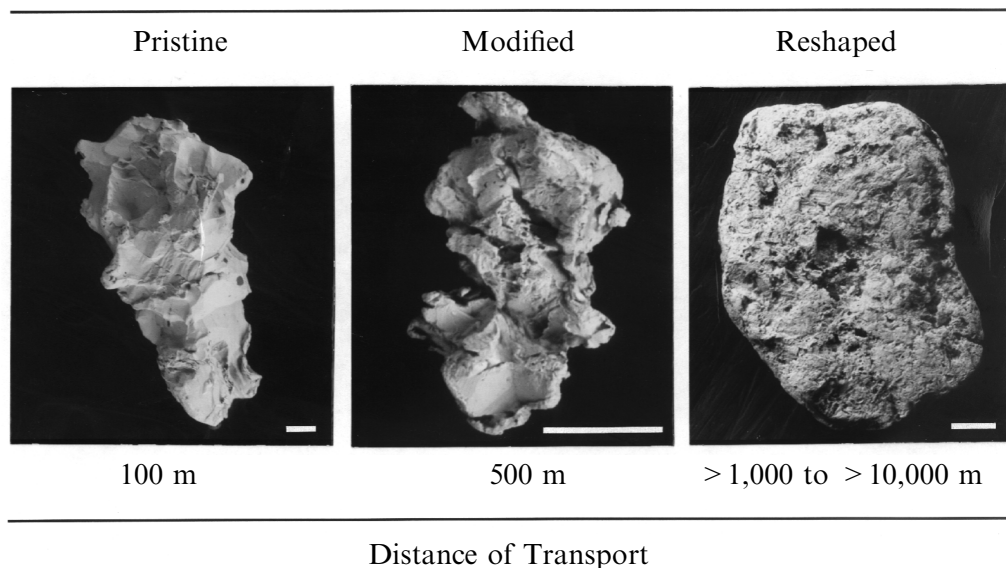 Pristine Modified Reshaped
100 m 500 m > 1,000 to > 10,000 m
Distance of Transport